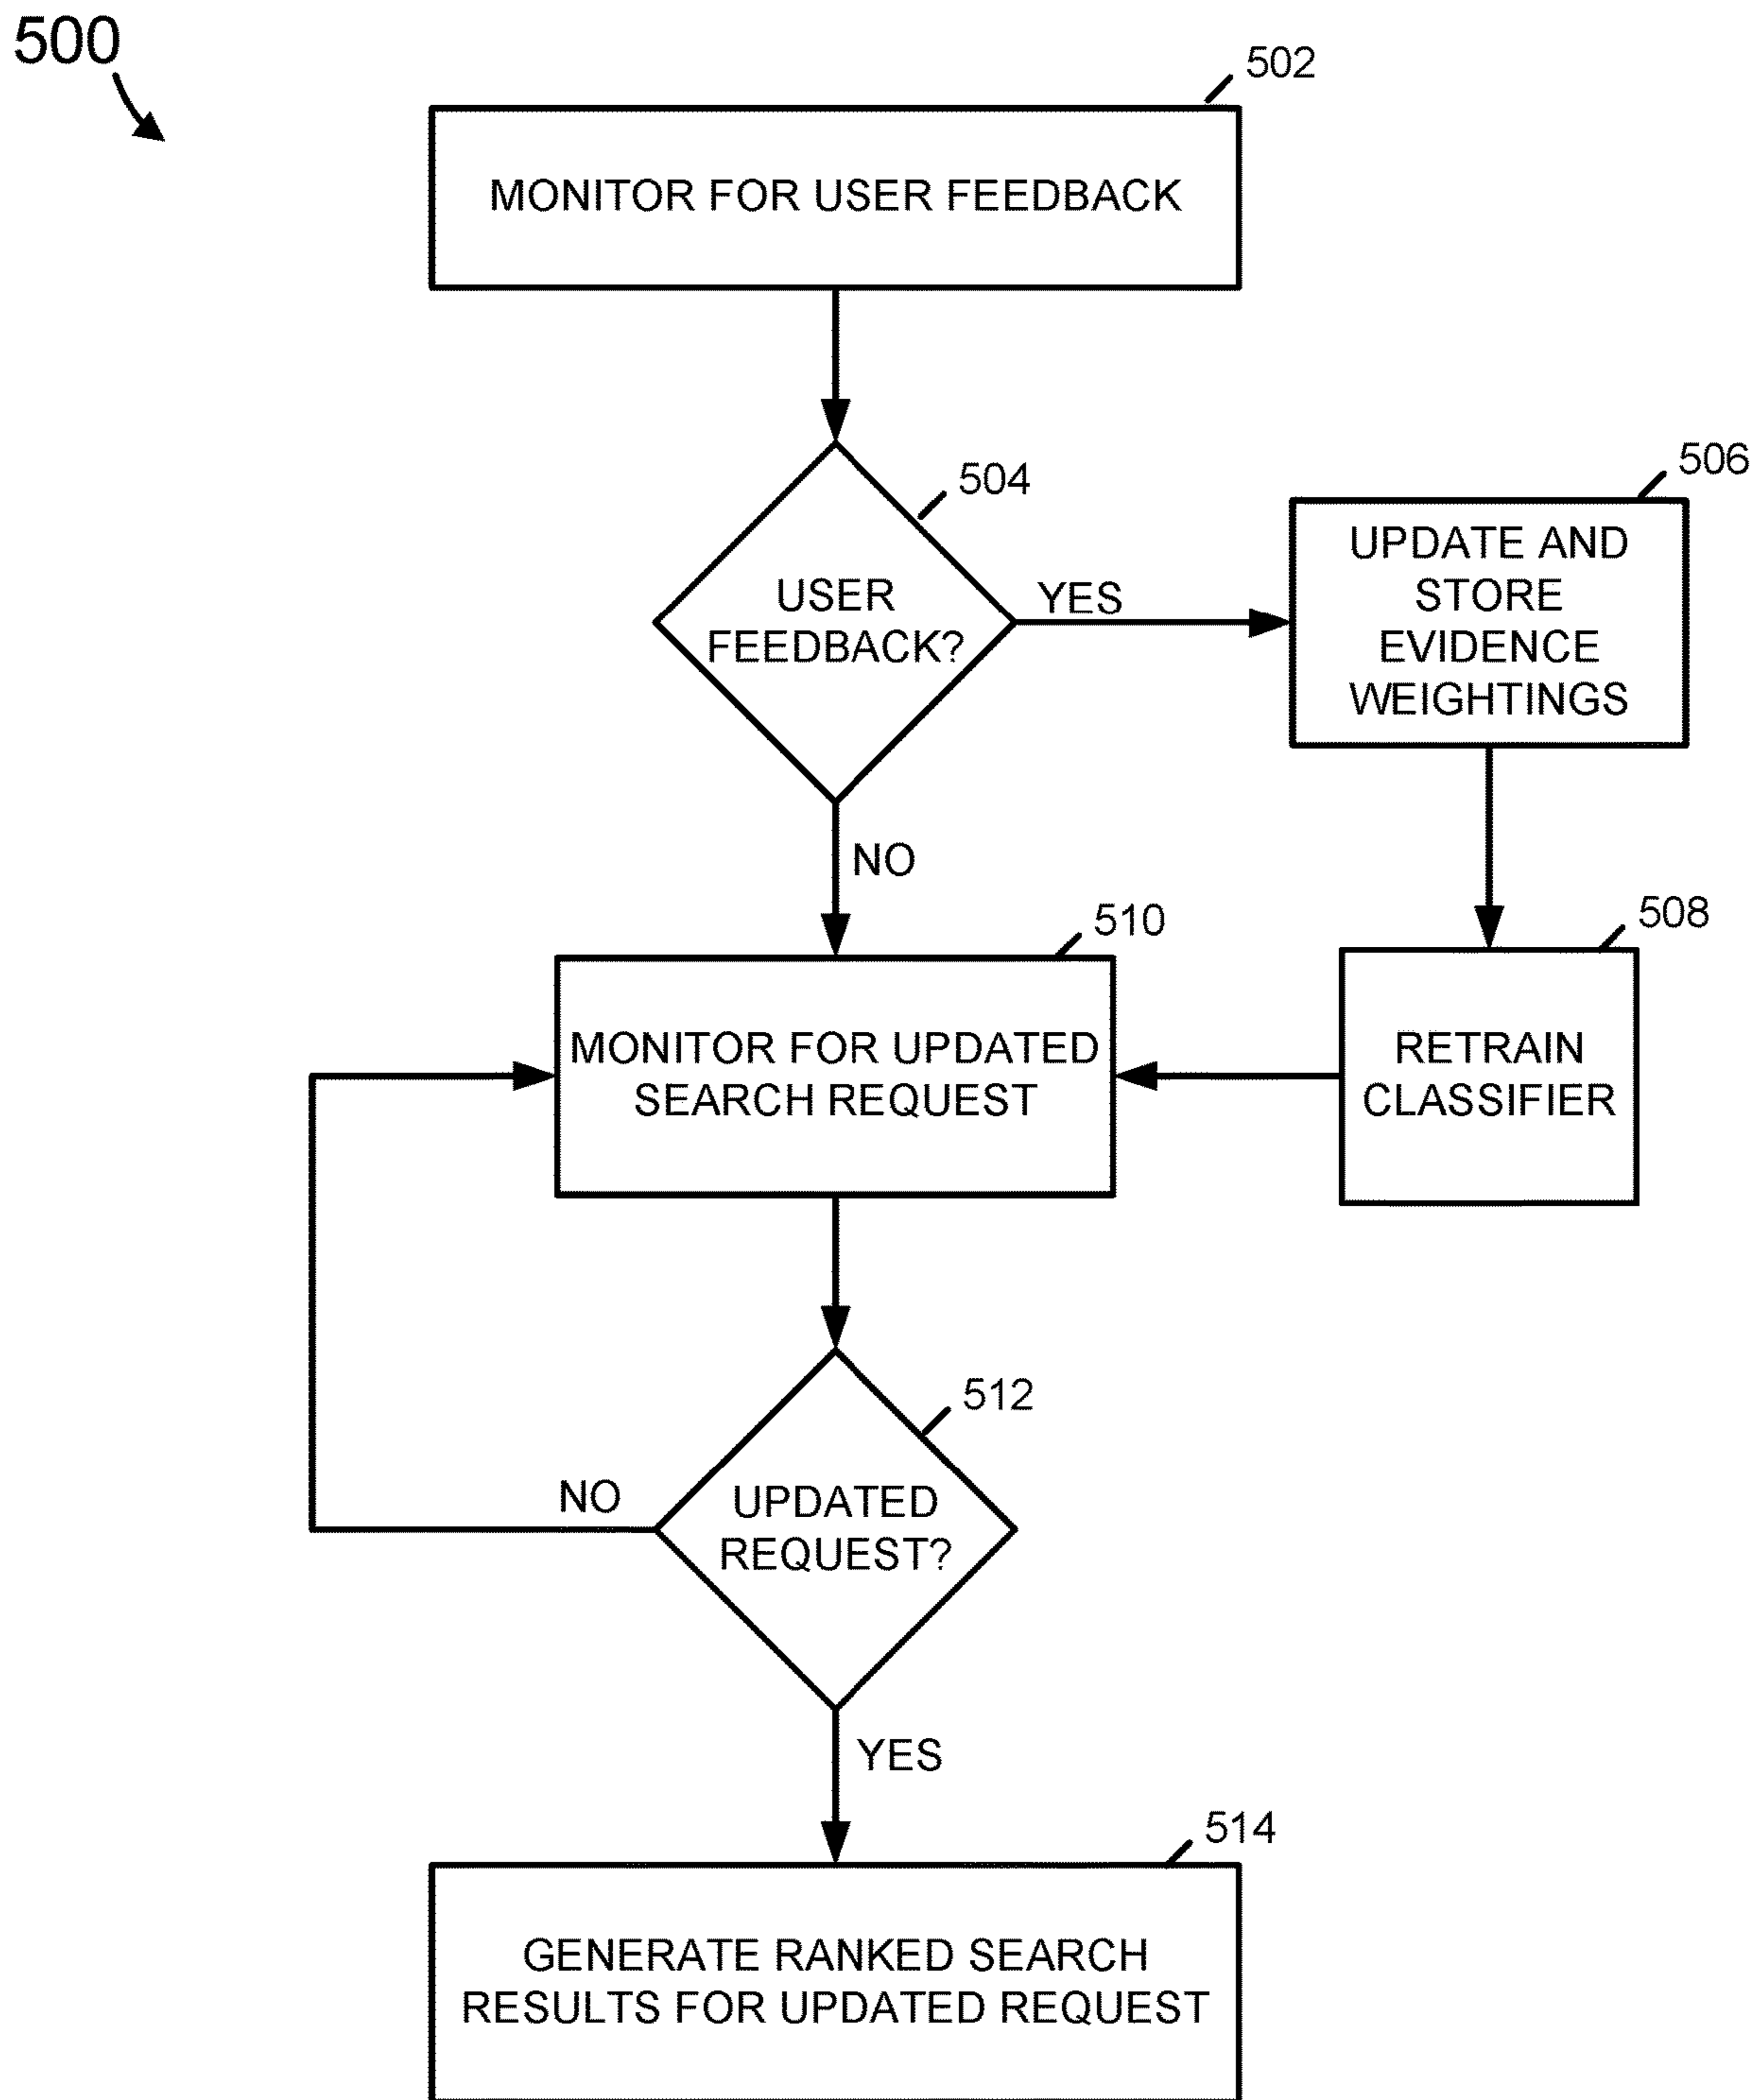 500
502
MONITOR FOR USER FEEDBACK
504
USER
FEEDBACK?
YES
506
UPDATE AND
STORE
EVIDENCE
WEIGHTINGS
NO
508
RETRAIN
CLASSIFIER
510
MONITOR FOR UPDATED
SEARCH REQUEST
512
UPDATED
REQUEST?
NO
YES
514
GENERATE RANKED SEARCH
RESULTS FOR UPDATED REQUEST